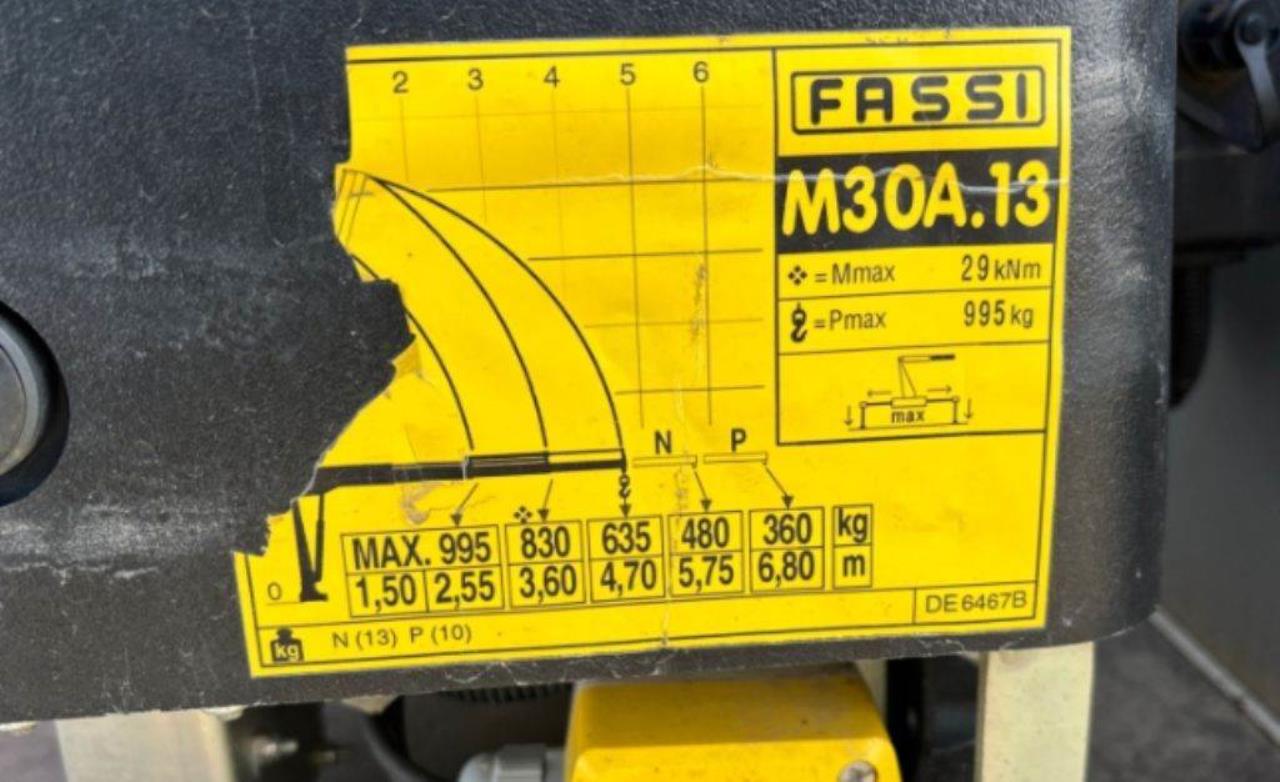 2 3 4 5 6
FASSI
M30A.13
= Mmax 29 kNm
= Pmax 995 kg
max
N P
MAX. 995 830 635 480 360 kg
1,50 2,55 3,60 4,70 5,75 6,80 m
0
DE6467B
kg N (13) P (10)